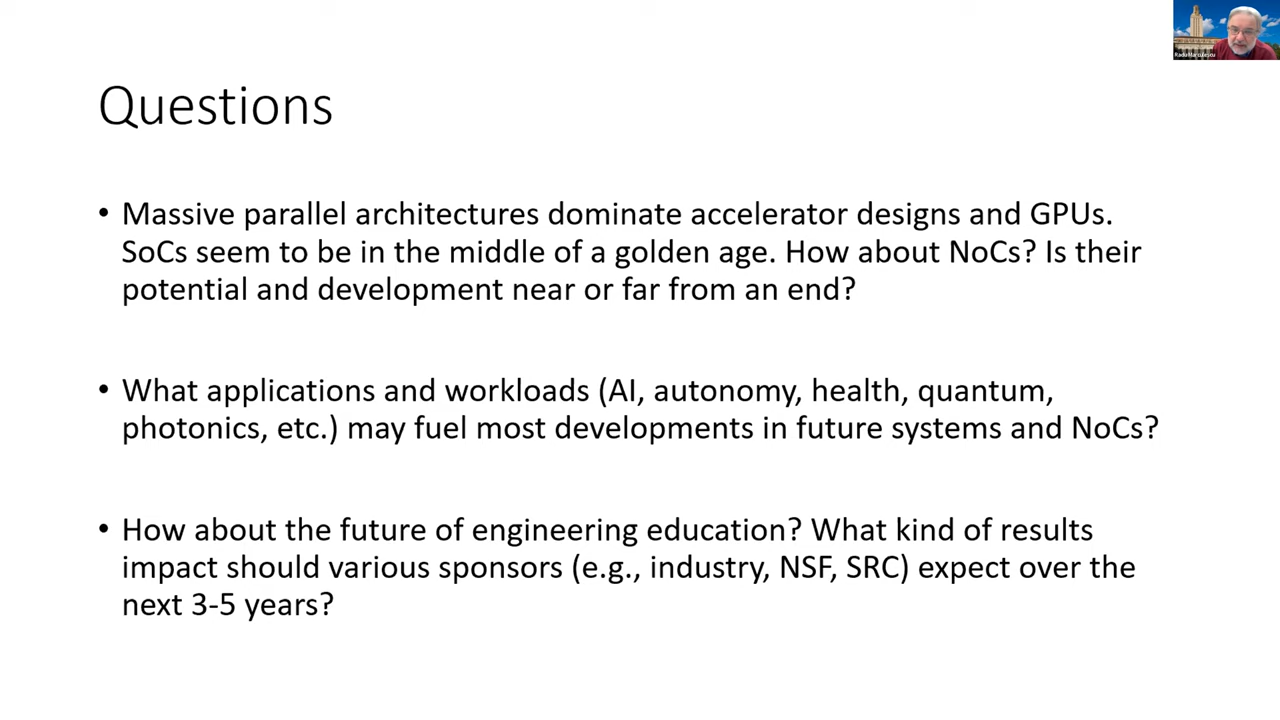 Radu Marculescu
Questions
• Massive parallel architectures dominate accelerator designs and GPUs.
SoCs seem to be in the middle of a golden age. How about NoCs? Is their
potential and development near or far from an end?
• What applications and workloads (AI, autonomy, health, quantum,
photonics, etc.) may fuel most developments in future systems and NoCs?
• How about the future of engineering education? What kind of results
impact should various sponsors (e.g., industry, NSF, SRC) expect over the
next 3-5 years?